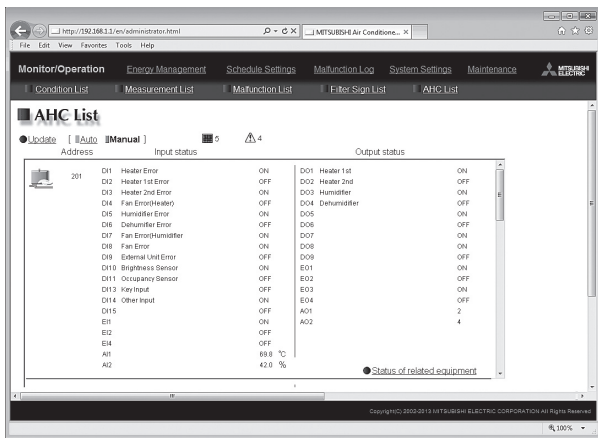 http://192.168.1.1/en/administrator.html
MITSUBISHI Air Conditione...
File Edit View Favorites Tools Help
Monitor/Operation Energy Management Schedule Settings Malfunction Log System Settings Maintenance MITSUBISHI ELECTRIC
Condition List Measurement List Malfunction List Filter Sign List AHC List
AHC List
Update [ Auto Manual ] 5 4
Address Input status Output status
201 DI1 Heater Error ON DO1 Heater 1st ON
DI2 Heater 1st Error OFF DO2 Heater 2nd OFF
DI3 Heater 2nd Error ON DO3 Humidifier ON
DI4 Fan Error(Heater) OFF DO4 Dehumidifier OFF
DI5 Humidifier Error ON DO5 ON
DI6 Dehumifier Error OFF DO6 OFF
DI7 Fan Error(Humidifier ON DO7 ON
DI8 Fan Error ON DO8 ON
DI9 External Unit Error OFF DO9 OFF
DI10 Brightness Sensor ON EO1 ON
DI11 Occupancy Sensor OFF EO2 OFF
DI13 Key Input ON EO3 ON
DI14 Other Input ON EO4 OFF
DI15 OFF AO1 2
EI1 ON AO2 4
EI2 OFF
EI4 OFF
AI1 69.8 °C
AI2 42.0 %
Status of related equipment
Copyright(C) 2002-2013 MITSUBISHI ELECTRIC CORPORATION All Rights Reserved
100%